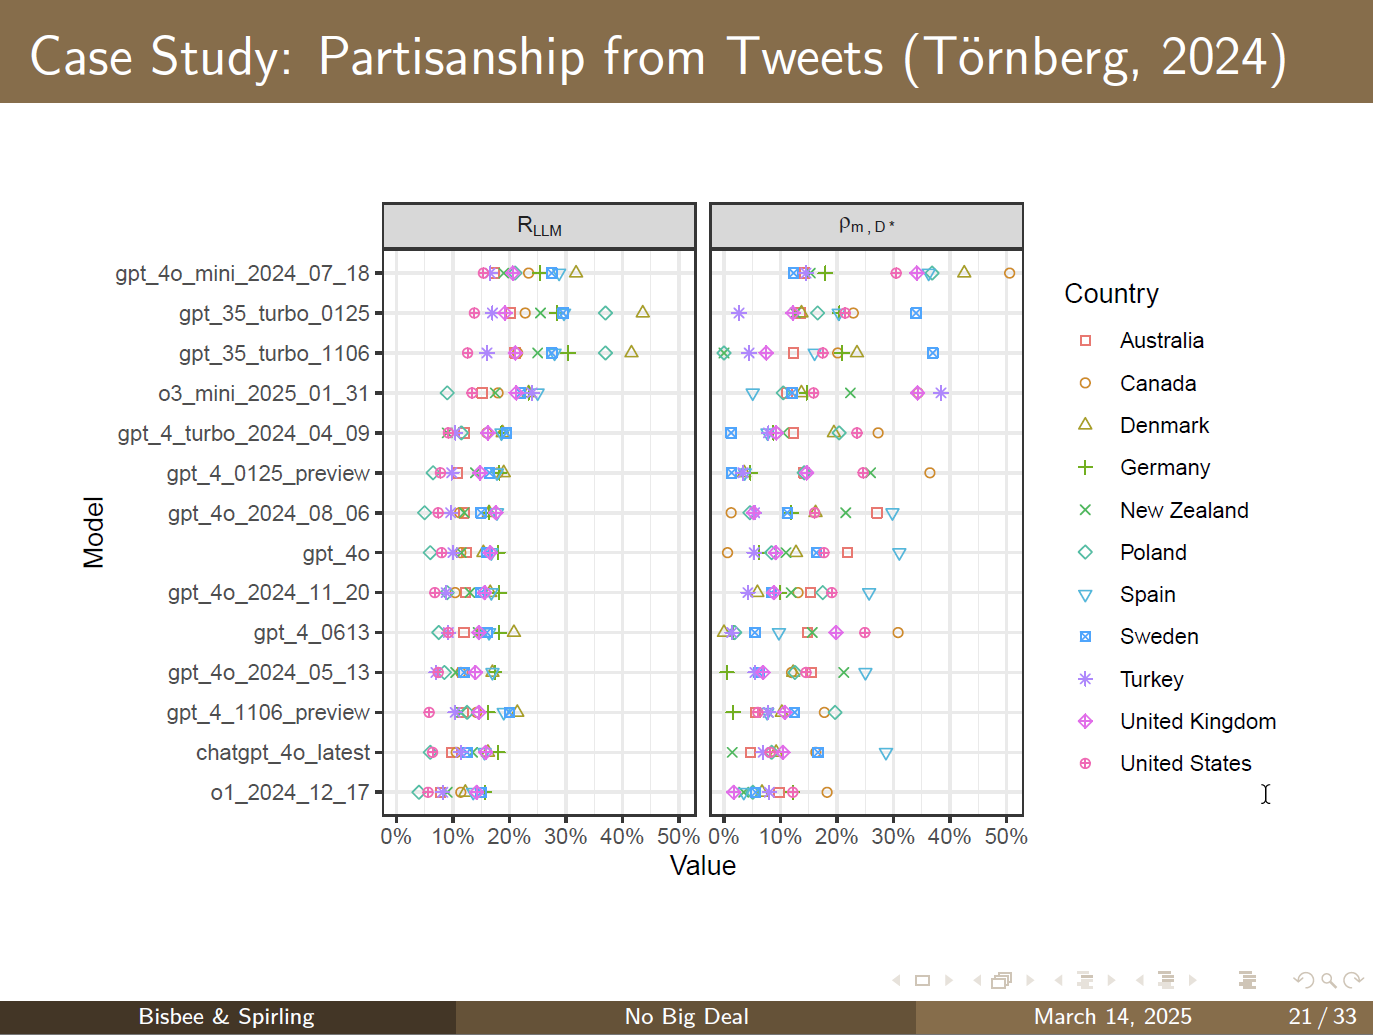 Case Study: Partisanship from Tweets (Törnberg, 2024)
R_LLM
ρ_m,D*
gpt_4o_mini_2024_07_18
gpt_35_turbo_0125
gpt_35_turbo_1106
o3_mini_2025_01_31
gpt_4_turbo_2024_04_09
gpt_4_0125_preview
gpt_4o_2024_08_06
gpt_4o
gpt_4o_2024_11_20
gpt_4_0613
gpt_4o_2024_05_13
gpt_4_1106_preview
chatgpt_4o_latest
o1_2024_12_17
Model
0% 10% 20% 30% 40% 50% 0% 10% 20% 30% 40% 50%
Value
Country
Australia
Canada
Denmark
Germany
New Zealand
Poland
Spain
Sweden
Turkey
United Kingdom
United States
Bisbee & Spirling No Big Deal March 14, 2025 21 / 33